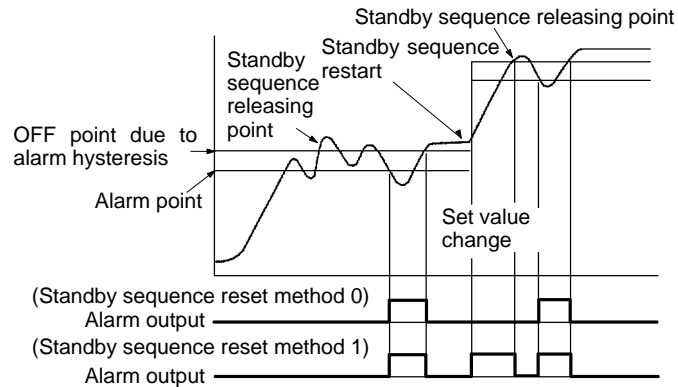 Standby sequence releasing point
Standby sequence
restart
Standby
sequence
releasing
point
OFF point due to
alarm hysteresis
Alarm point
Set value
change
(Standby sequence reset method 0)
Alarm output
(Standby sequence reset method 1)
Alarm output